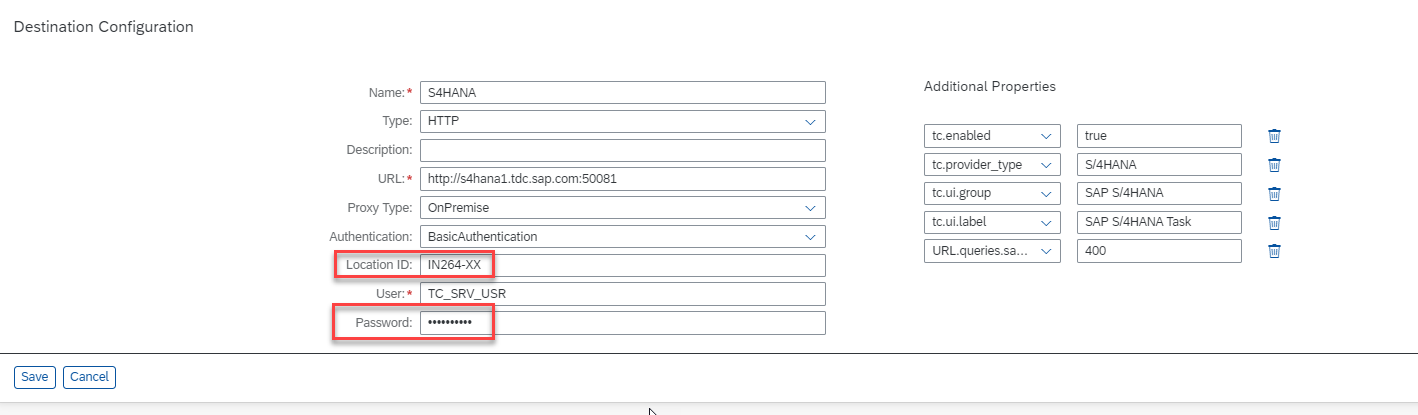 Destination Configuration
Name:* S4HANA
Type: HTTP
Description:
URL:* http://s4hana1.tdc.sap.com:50081
Proxy Type: OnPremise
Authentication: BasicAuthentication
Location ID: IN264-XX
User:* TC_SRV_USR
Password: ••••••••••
Additional Properties
tc.enabled true
tc.provider_type S/4HANA
tc.ui.group SAP S/4HANA
tc.ui.label SAP S/4HANA Task
URL.queries.sa... 400
Save Cancel